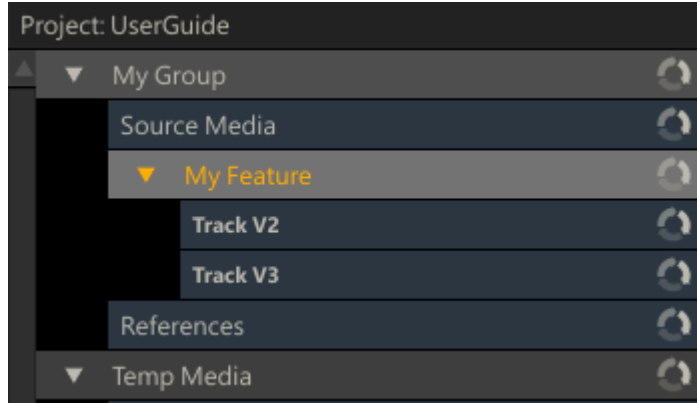 Project: UserGuide
My Group
Source Media
My Feature
Track V2
Track V3
References
Temp Media